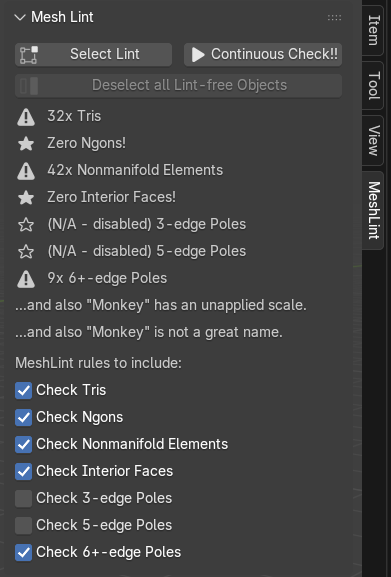 Mesh Lint
Select Lint
Continuous Check!!
Deselect all Lint-free Objects
32x Tris
Zero Ngons!
42x Nonmanifold Elements
Zero Interior Faces!
(N/A - disabled) 3-edge Poles
(N/A - disabled) 5-edge Poles
9x 6+-edge Poles
...and also "Monkey" has an unapplied scale.
...and also "Monkey" is not a great name.
MeshLint rules to include:
Check Tris
Check Ngons
Check Nonmanifold Elements
Check Interior Faces
Check 3-edge Poles
Check 5-edge Poles
Check 6+-edge Poles
Item
Tool
View
MeshLint